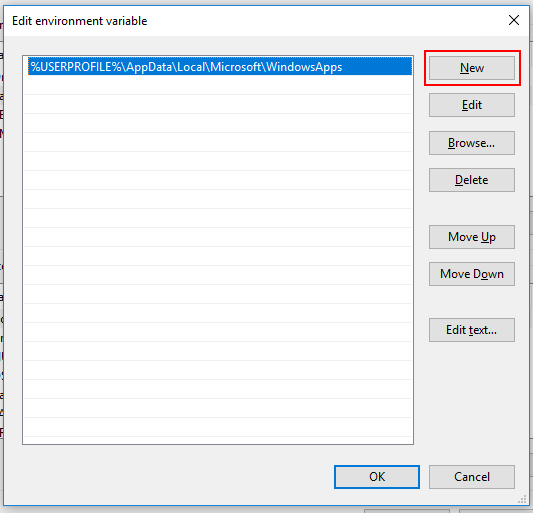 Edit environment variable
%USERPROFILE%\AppData\Local\Microsoft\WindowsApps
New
Edit
Browse...
Delete
Move Up
Move Down
Edit text...
OK
Cancel